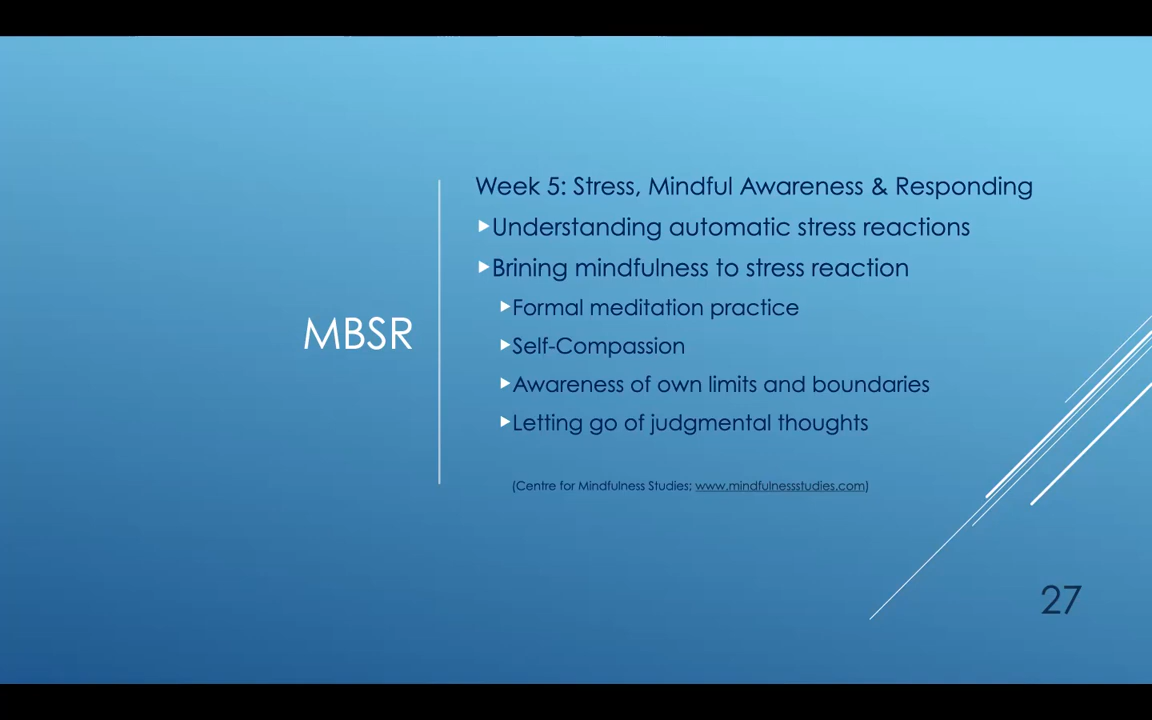 MBSR
Week 5: Stress, Mindful Awareness & Responding
Understanding automatic stress reactions
Brining mindfulness to stress reaction
Formal meditation practice
Self-Compassion
Awareness of own limits and boundaries
Letting go of judgmental thoughts
(Centre for Mindfulness Studies; www.mindfulnessstudies.com)
27